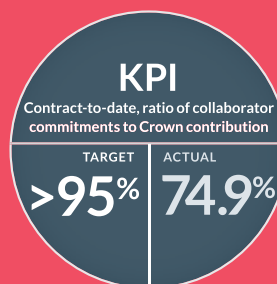 KPI
Contract-to-date, ratio of collaborator
commitments to Crown contribution
TARGET
>95%
ACTUAL
74.9%